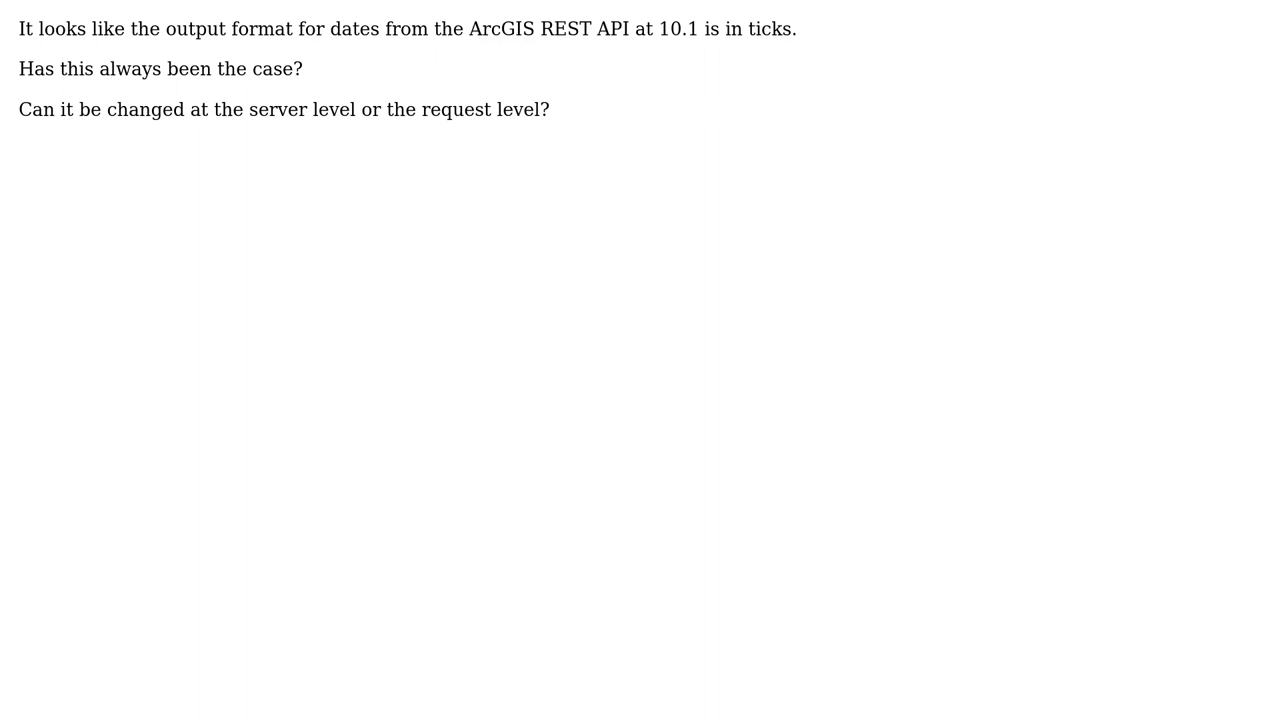 It looks like the output format for dates from the ArcGIS REST API at 10.1 is in ticks.
Has this always been the case?
Can it be changed at the server level or the request level?